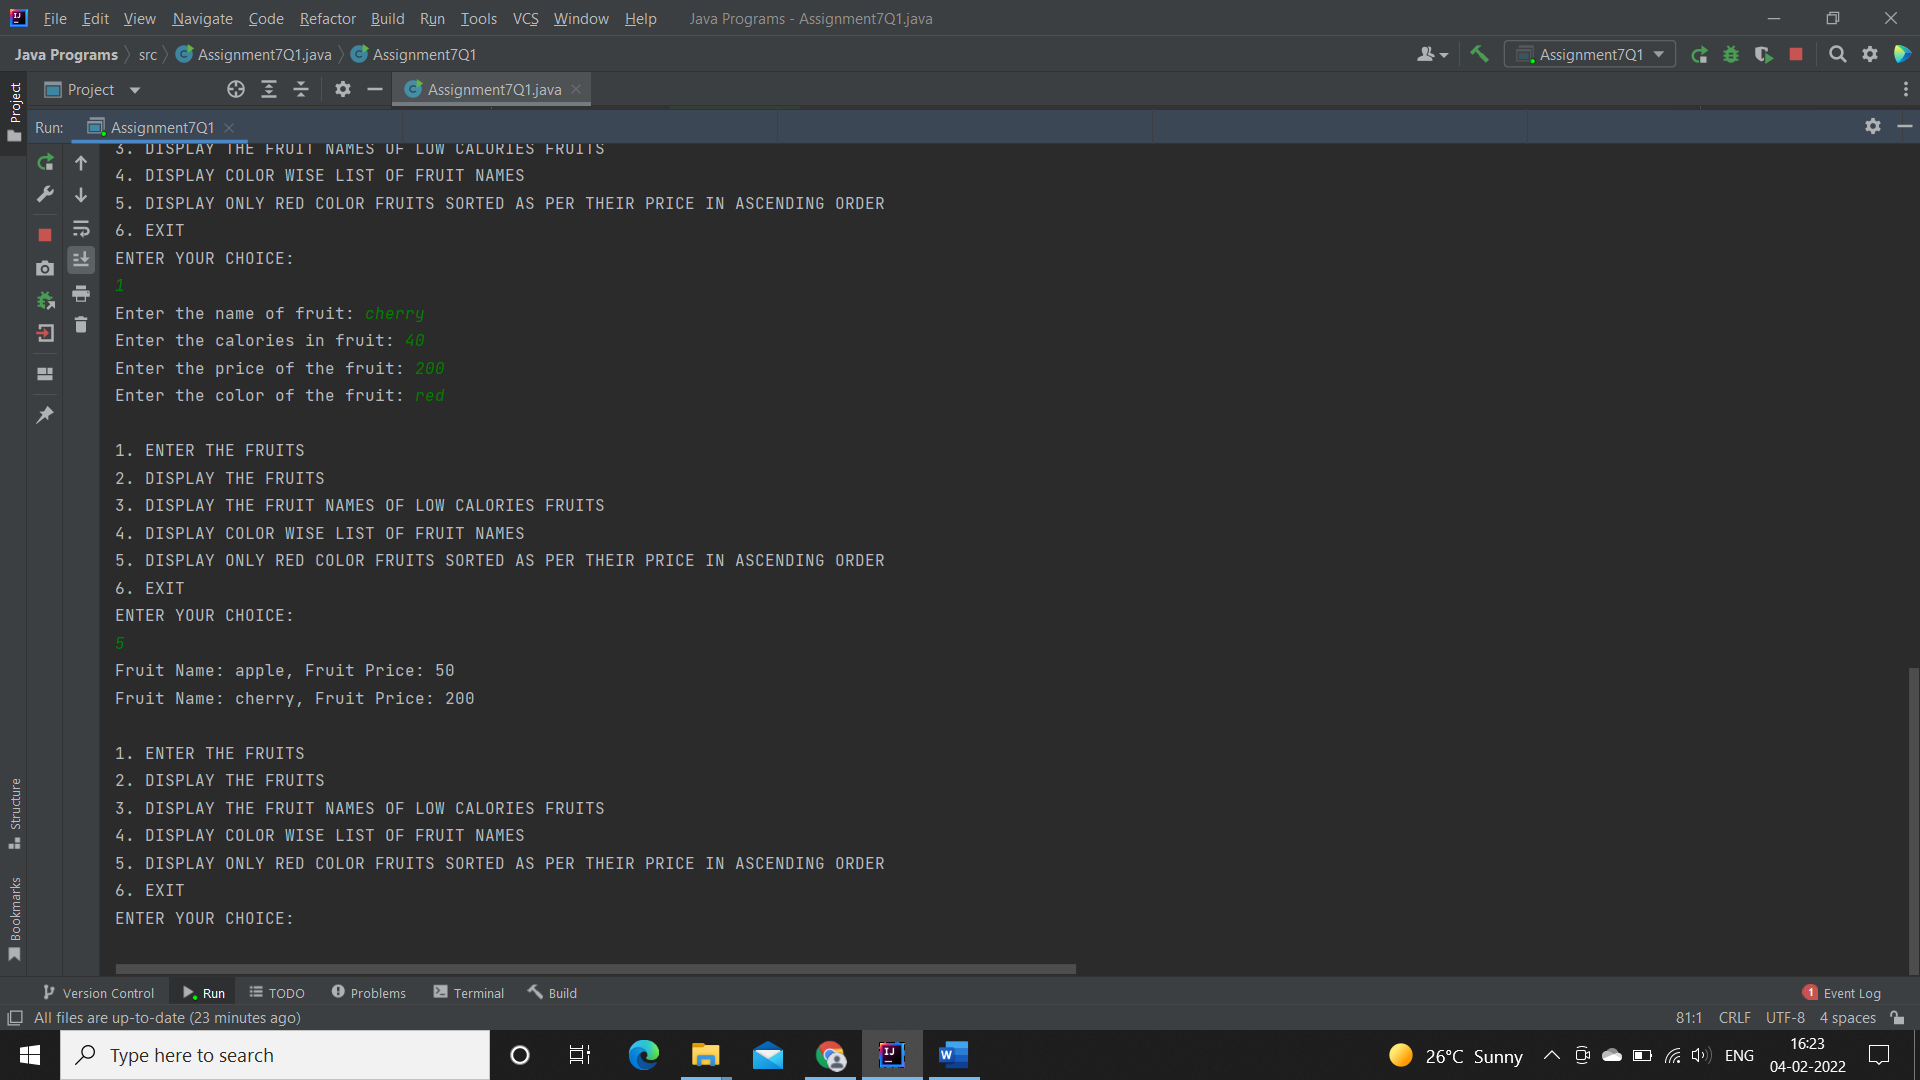 File Edit View Navigate Code Refactor Build Run Tools VCS Window Help Java Programs - Assignment7Q1.java
Java Programs src Assignment7Q1.java Assignment7Q1 Assignment7Q1
Project Assignment7Q1.java
Project
Run: Assignment7Q1
3. DISPLAY THE FRUIT NAMES OF LOW CALORIES FRUITS
4. DISPLAY COLOR WISE LIST OF FRUIT NAMES
5. DISPLAY ONLY RED COLOR FRUITS SORTED AS PER THEIR PRICE IN ASCENDING ORDER
6. EXIT
ENTER YOUR CHOICE:
1
Enter the name of fruit: cherry
Enter the calories in fruit: 40
Enter the price of the fruit: 200
Enter the color of the fruit: red
1. ENTER THE FRUITS
2. DISPLAY THE FRUITS
3. DISPLAY THE FRUIT NAMES OF LOW CALORIES FRUITS
4. DISPLAY COLOR WISE LIST OF FRUIT NAMES
5. DISPLAY ONLY RED COLOR FRUITS SORTED AS PER THEIR PRICE IN ASCENDING ORDER
6. EXIT
ENTER YOUR CHOICE:
5
Fruit Name: apple, Fruit Price: 50
Fruit Name: cherry, Fruit Price: 200
1. ENTER THE FRUITS
2. DISPLAY THE FRUITS
3. DISPLAY THE FRUIT NAMES OF LOW CALORIES FRUITS
4. DISPLAY COLOR WISE LIST OF FRUIT NAMES
5. DISPLAY ONLY RED COLOR FRUITS SORTED AS PER THEIR PRICE IN ASCENDING ORDER
6. EXIT
ENTER YOUR CHOICE:
Structure
Bookmarks
Version Control Run TODO Problems Terminal Build 1 Event Log
All files are up-to-date (23 minutes ago) 81:1 CRLF UTF-8 4 spaces
Type here to search 26°C Sunny ENG 16:23
04-02-2022